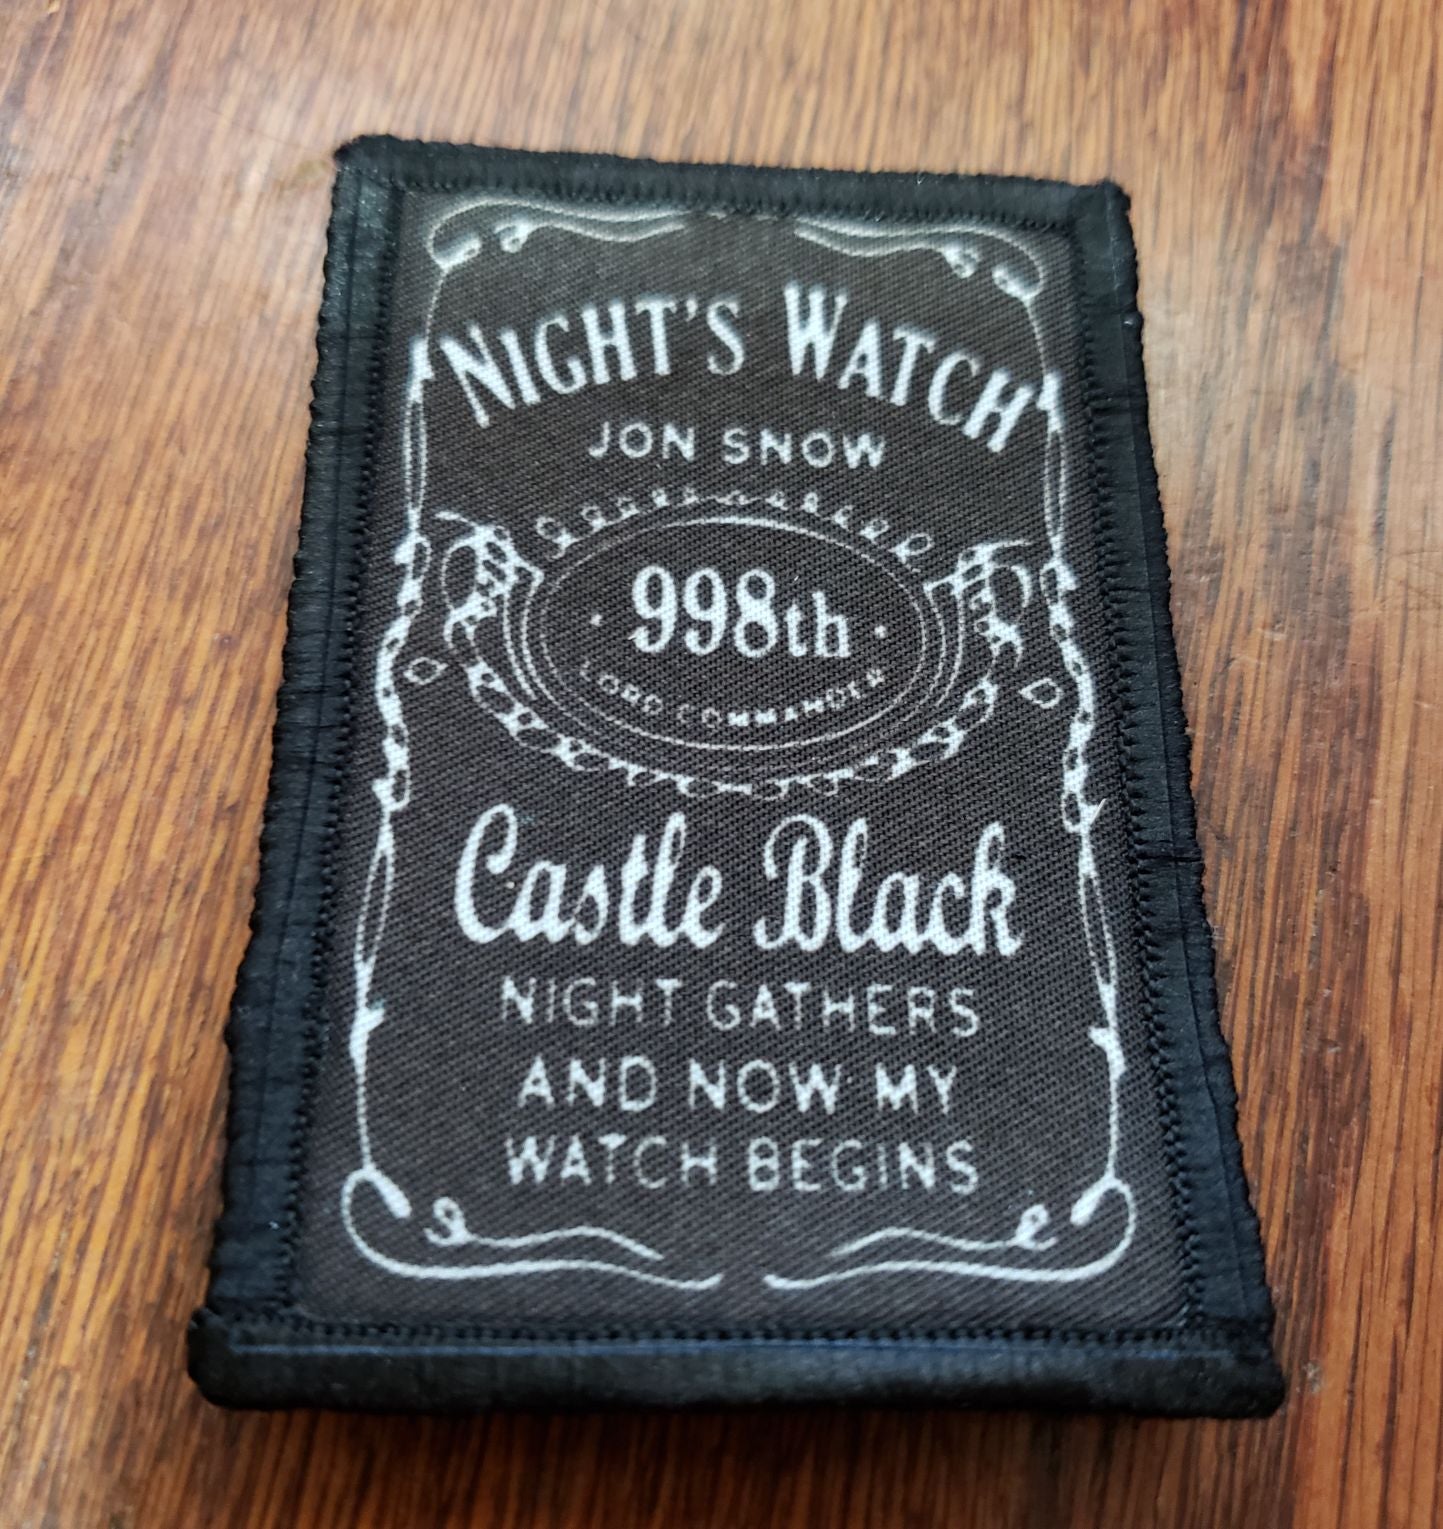 NIGHT'S WATCH
JON SNOW
· 998th ·
LORD COMMANDER
Castle Black
NIGHT GATHERS
AND NOW MY
WATCH BEGINS